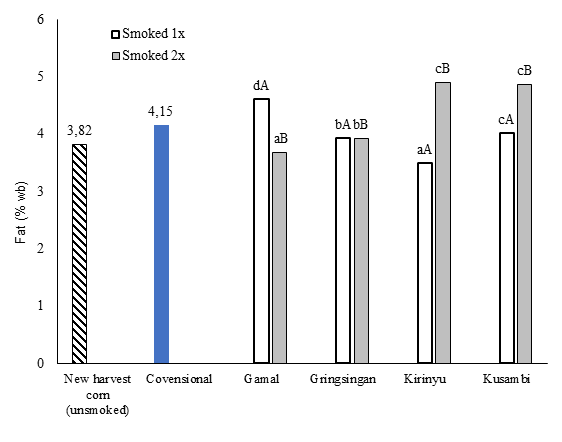 6
Smoked 1x
Smoked 2x
5
4
3
2
1
0
Fat (% wb)
3,82
4,15
dA
aB
bA bB
aA
cB
cA
cB
New harvest
corn
(unsmoked)
Covensional
Gamal
Gringsingan
Kirinyu
Kusambi